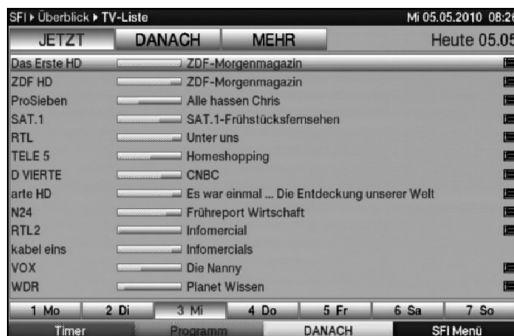 SFI ▸ Überblick ▸ TV-Liste Mi 05.05.2010 08:26
JETZT DANACH MEHR Heute 05.05
Das Erste HD ZDF-Morgenmagazin
ZDF HD ZDF-Morgenmagazin
ProSieben Alle hassen Chris
SAT.1 SAT.1-Frühstücksfernsehen
RTL Unter uns
TELE 5 Homeshopping
D VIERTE CNBC
arte HD Es war einmal ... Die Entdeckung unserer Welt
N24 Frühreport Wirtschaft
RTL2 Infomercial
kabel eins Infomercials
VOX Die Nanny
WDR Planet Wissen
1 Mo 2 Di 3 Mi 4 Do 5 Fr 6 Sa 7 So
Timer Programm DANACH SFI Menü